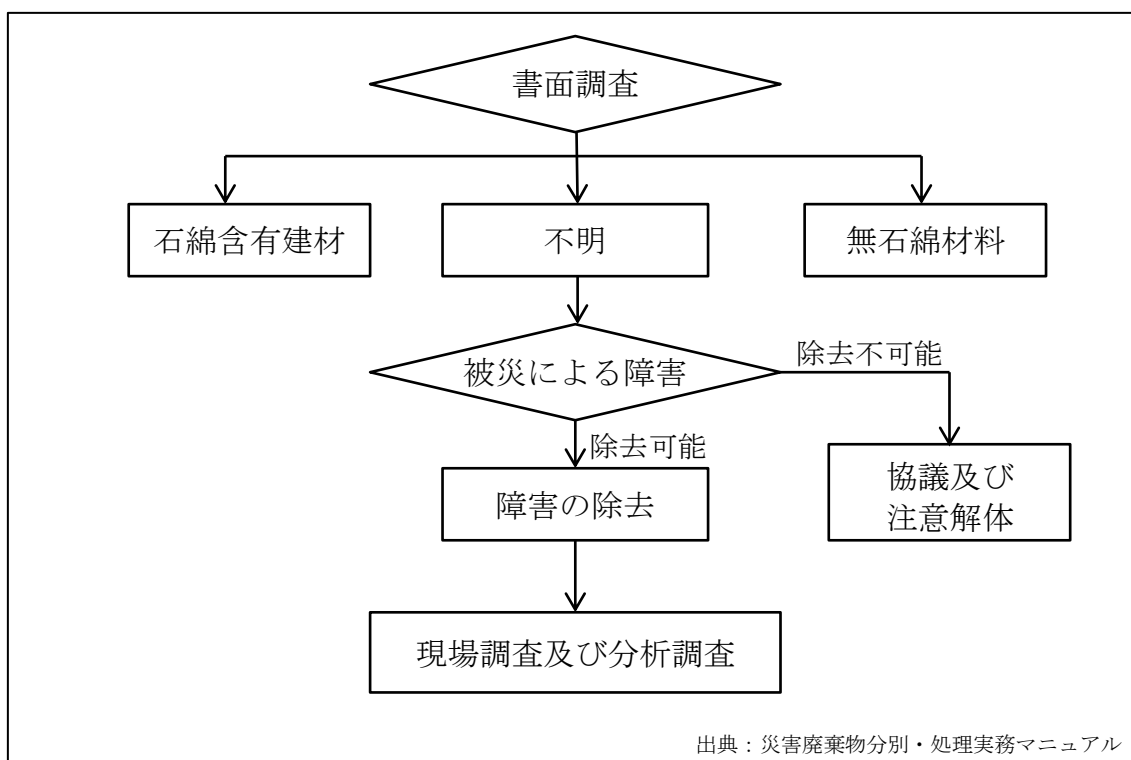 書面調査
石綿含有建材
不明
無石綿材料
被災による障害
除去不可能
除去可能
障害の除去
協議及び
注意解体
現場調査及び分析調査
出典：災害廃棄物分別・処理実務マニュアル